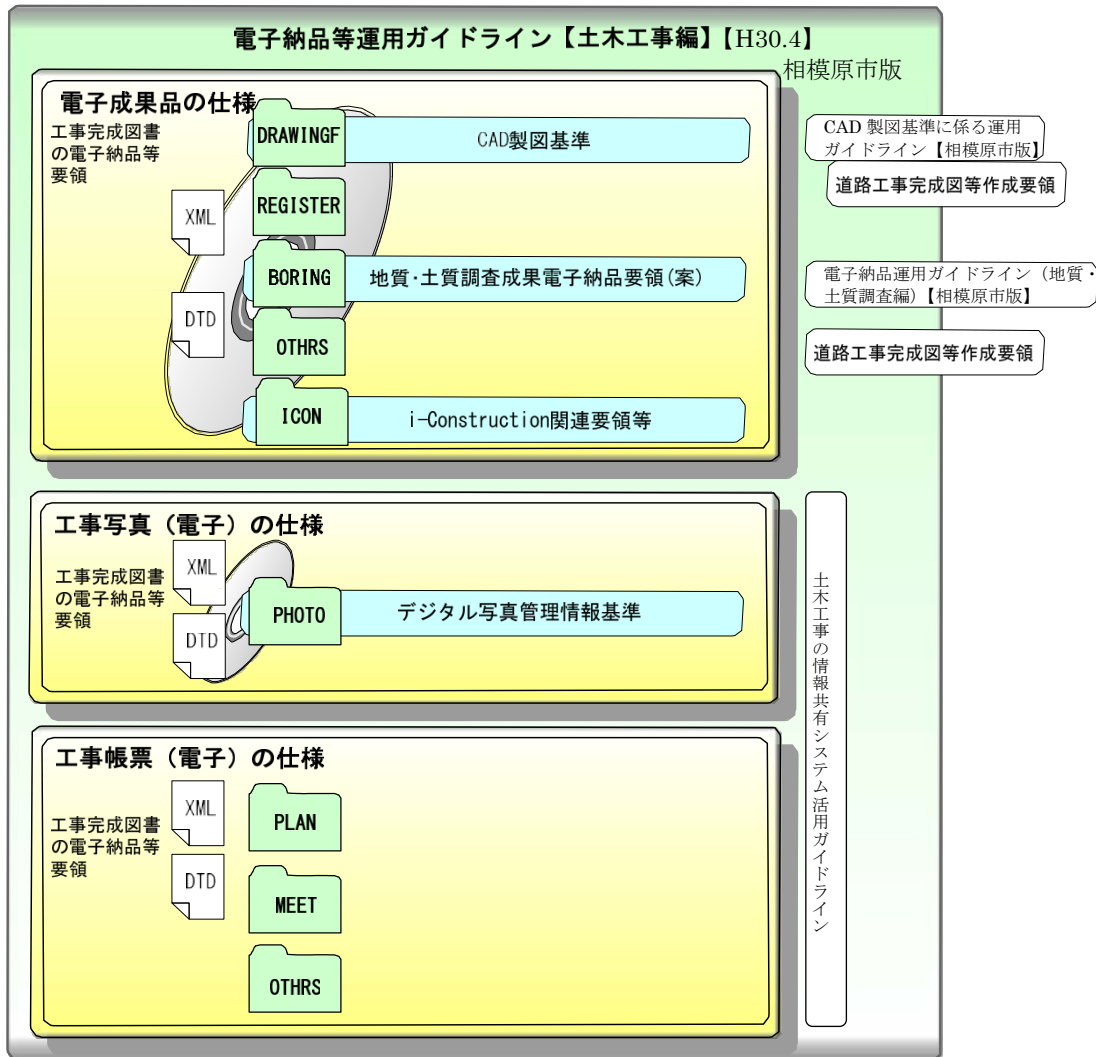 電子納品等運用ガイドライン【土木工事編】【H30.4】
相模原市版
電子成果品の仕様
工事完成図書
の電子納品等
要領
XML
DTD
DRAWINGF
CAD製図基準
REGISTER
BORING
地質・土質調査成果電子納品要領(案)
OTHRS
ICON
i-Construction関連要領等
CAD 製図基準に係る運用
ガイドライン【相模原市版】
道路工事完成図等作成要領
電子納品運用ガイドライン（地質・
土質調査編）【相模原市版】
道路工事完成図等作成要領
工事写真（電子）の仕様
工事完成図書
の電子納品等
要領
XML
DTD
PHOTO
デジタル写真管理情報基準
工事帳票（電子）の仕様
工事完成図書
の電子納品等
要領
XML
DTD
PLAN
MEET
OTHRS
土木工事の情報共有システム活用ガイドライン